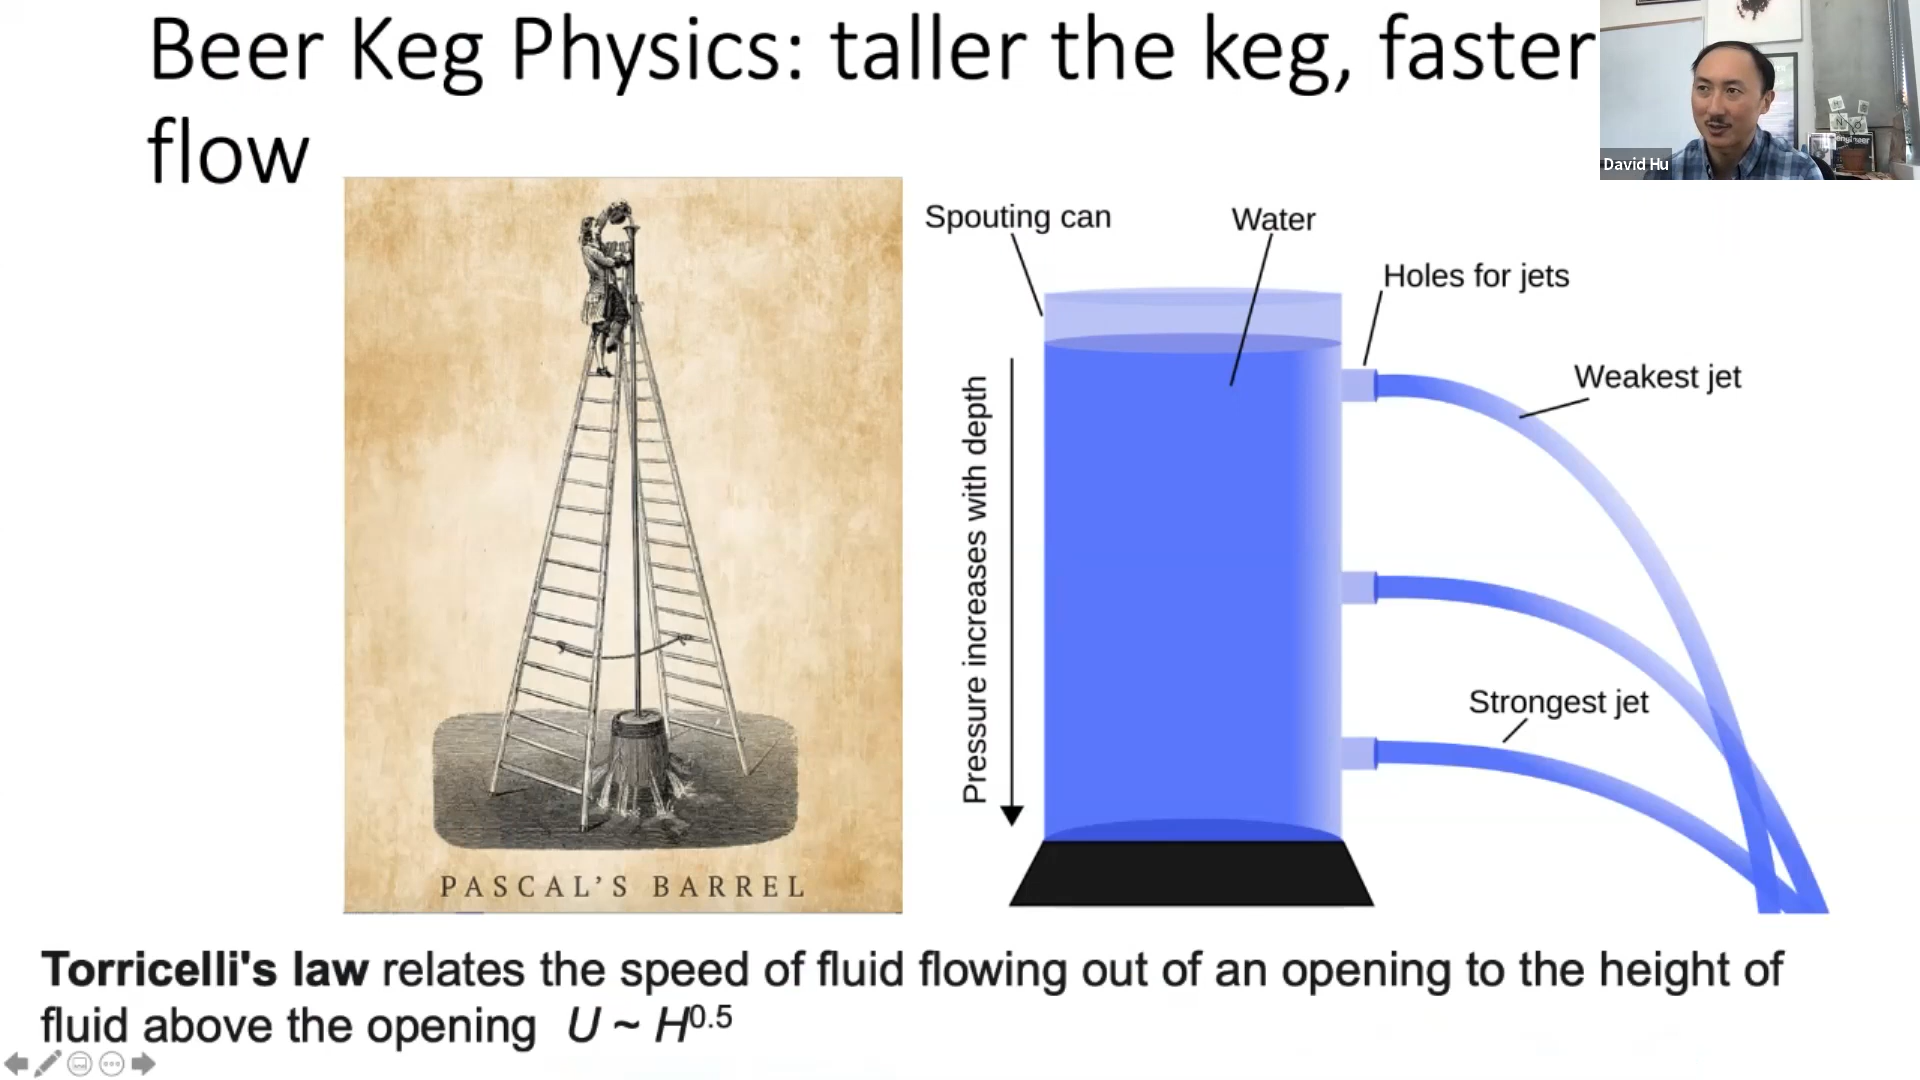 Beer Keg Physics: taller the keg, faster
flow
David Hu
Spouting can
Water
Holes for jets
Weakest jet
Pressure increases with depth
Strongest jet
PASCAL'S BARREL
Torricelli's law relates the speed of fluid flowing out of an opening to the height of
fluid above the opening U ~ H^0.5